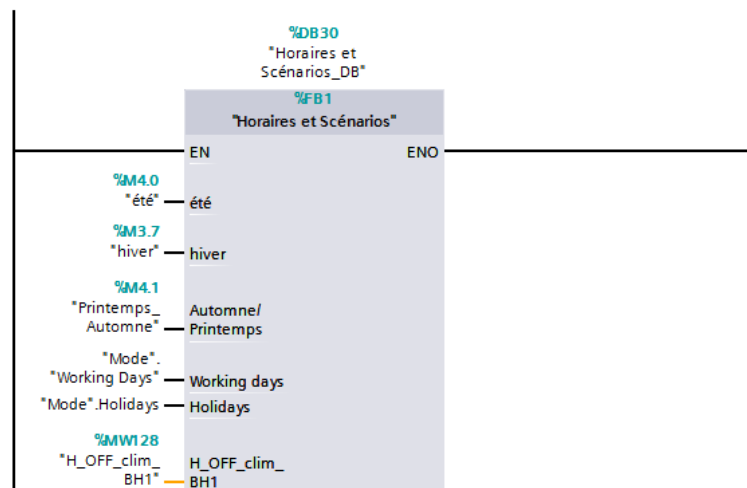 %DB30
"Horaires et
Scénarios_DB"
%FB1
"Horaires et Scénarios"
EN ENO
%M4.0
"été" été
%M3.7
"hiver" hiver
%M4.1
"Printemps_ Automne/
Automne" Printemps
"Mode".
"Working Days" Working days
"Mode".Holidays Holidays
%MW128
"H_OFF_clim_ H_OFF_clim_
BH1" BH1